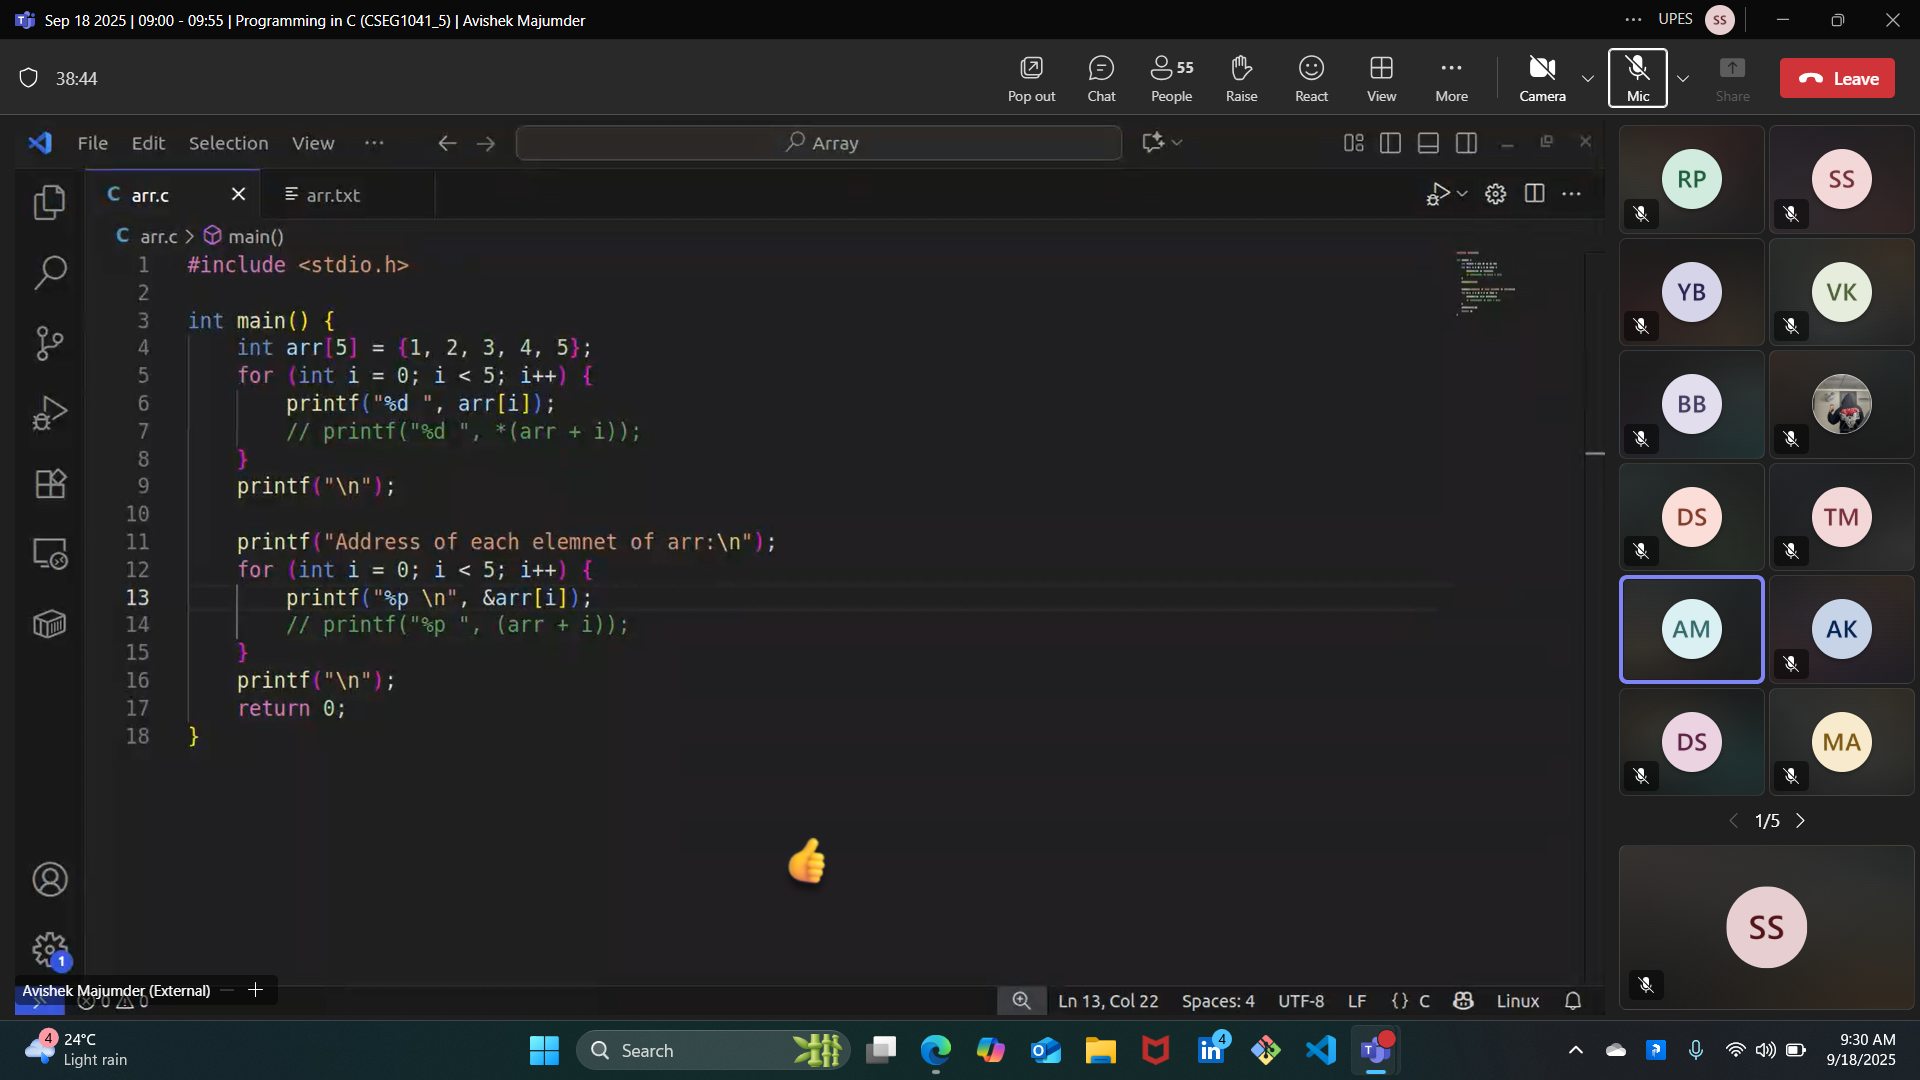 Sep 18 2025 | 09:00 - 09:55 | Programming in C (CSEG1041_5) | Avishek Majumder
UPES
SS
38:44
Pop out
Chat
55
People
Raise
React
View
More
Camera
Mic
Share
Leave
File Edit Selection View
Array
C arr.c
arr.txt
C arr.c > main()
1 #include <stdio.h>
2
3 int main() {
4 int arr[5] = {1, 2, 3, 4, 5};
5 for (int i = 0; i < 5; i++) {
6 printf("%d ", arr[i]);
7 // printf("%d ", *(arr + i));
8 }
9 printf("\n");
10
11 printf("Address of each elemnet of arr:\n");
12 for (int i = 0; i < 5; i++) {
13 printf("%p \n", &arr[i]);
14 // printf("%p ", (arr + i));
15 }
16 printf("\n");
17 return 0;
18 }
1
Avishek Majumder (External)
0 0
Ln 13, Col 22 Spaces: 4 UTF-8 LF {} C Linux
RP
SS
YB
VK
BB
DS
TM
AM
AK
DS
MA
1/5
SS
4
24°C
Light rain
Search
4
9:30 AM
9/18/2025